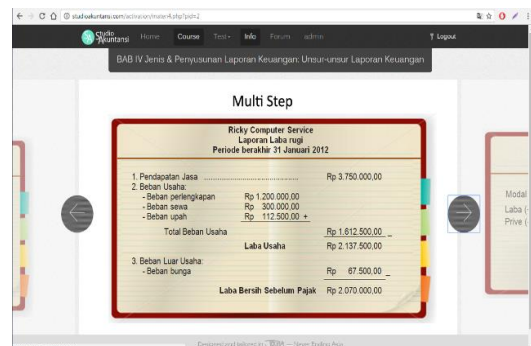 studioakuntansi.com/activation/materi4.php?pid=2
Studio Akuntansi Home Course Test Info Forum admin Logout
BAB IV Jenis & Penyusunan Laporan Keuangan: Unsur-unsur Laporan Keuangan
Multi Step
Ricky Computer Service
Laporan Laba rugi
Periode berakhir 31 Januari 2012
1. Pendapatan Jasa ............................................ Rp 3.750.000,00
2. Beban Usaha:
- Beban perlengkapan Rp 1.200.000,00
- Beban sewa Rp 300.000,00
- Beban upah Rp 112.500,00 +
Total Beban Usaha Rp 1.612.500,00 _
Laba Usaha Rp 2.137.500,00
3. Beban Luar Usaha:
- Beban bunga Rp 67.500,00 _
Laba Bersih Sebelum Pajak Rp 2.070.000,00
Modal
Laba (
Prive (